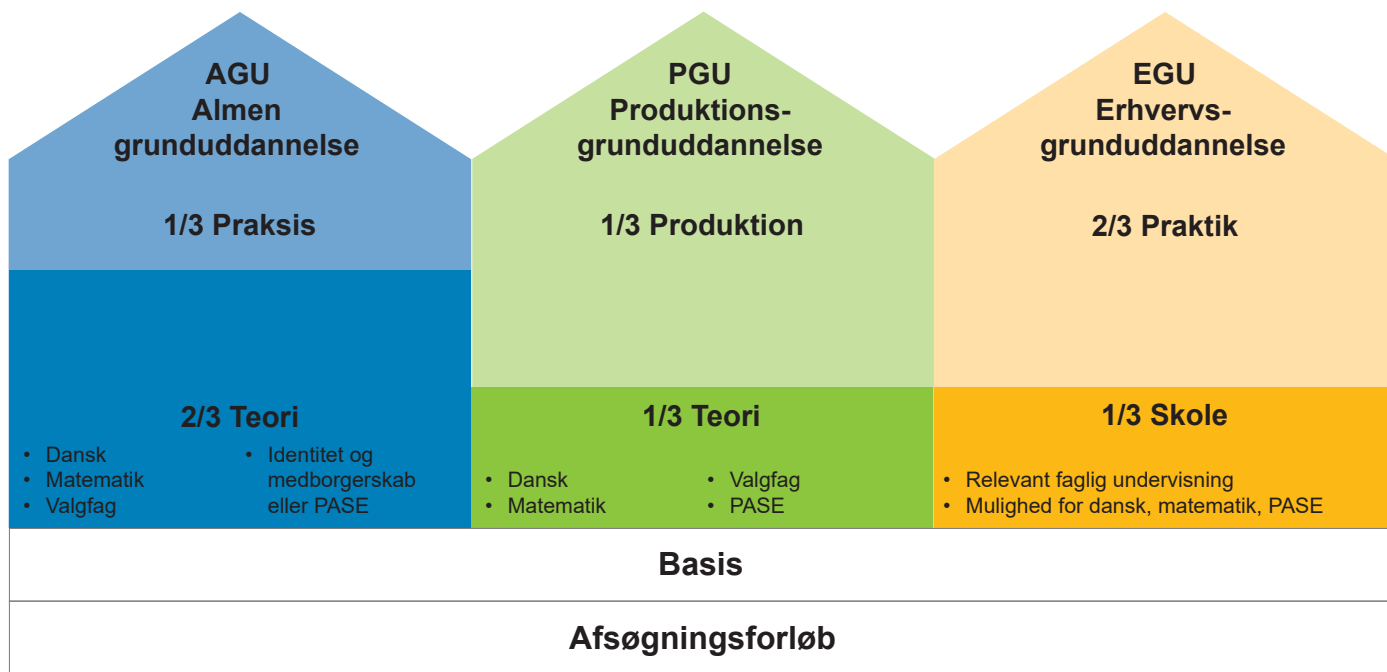 AGU
Almen
grunduddannelse
1/3 Praksis
2/3 Teori
• Dansk
• Matematik
• Valgfag
• Identitet og
medborgerskab
eller PASE
PGU
Produktions-
grunduddannelse
1/3 Produktion
1/3 Teori
• Dansk
• Matematik
• Valgfag
• PASE
EGU
Erhvervs-
grunduddannelse
2/3 Praktik
1/3 Skole
• Relevant faglig undervisning
• Mulighed for dansk, matematik, PASE
Basis
Afsøgningsforløb